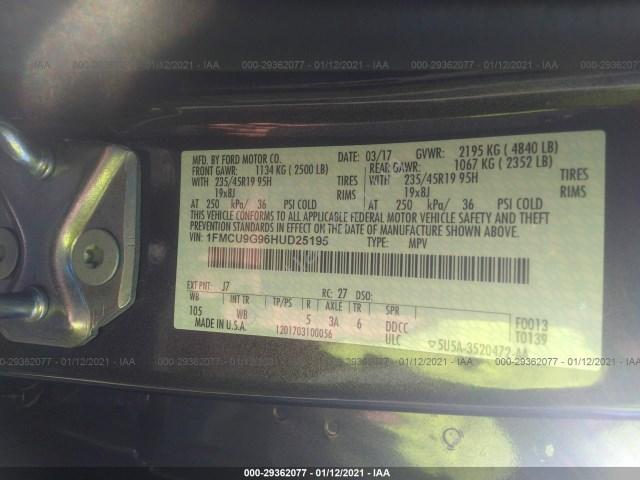 000-29362077 - 01/12/2021 - IAA
MFD. BY FORD MOTOR CO. DATE: 03/17 GVWR: 2195 KG ( 4840 LB)
FRONT GAWR: 1134 KG ( 2500 LB) REAR GAWR: 1067 KG ( 2352 LB)
WITH 235/45R19 95H TIRES WITH 235/45R19 95H TIRES
19x8J RIMS 19x8J RIMS
AT 250 kPa/ 36 PSI COLD AT 250 kPa/ 36 PSI COLD
THIS VEHICLE CONFORMS TO ALL APPLICABLE FEDERAL MOTOR VEHICLE SAFETY AND THEFT
PREVENTION STANDARDS IN EFFECT ON THE DATE OF MANUFACTURE SHOWN ABOVE.
VIN: 1FMCU9G96HUD25195 TYPE: MPV
EXT PNT: J7 RC: 27 DSO:
WB INT TR TP/PS R AXLE TR SPR
105 WB 5 3A 6 DDCC F0013
MADE IN U.S.A. 1201703100056 ULC 5U5A-3520472-AA T0139
000-29362077 - 01/12/2021 - IAA